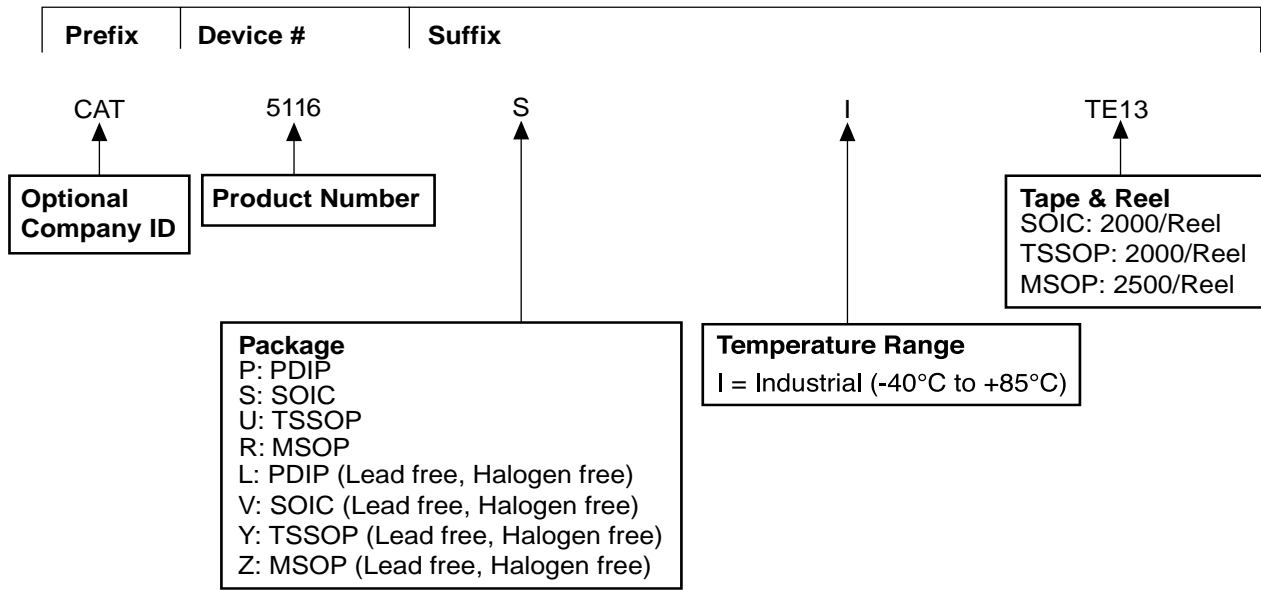 Prefix Device # Suffix
CAT 5116 S I TE13
Optional
Company ID
Product Number
Tape & Reel
SOIC: 2000/Reel
TSSOP: 2000/Reel
MSOP: 2500/Reel
Package
P: PDIP
S: SOIC
U: TSSOP
R: MSOP
L: PDIP (Lead free, Halogen free)
V: SOIC (Lead free, Halogen free)
Y: TSSOP (Lead free, Halogen free)
Z: MSOP (Lead free, Halogen free)
Temperature Range
I = Industrial (-40°C to +85°C)